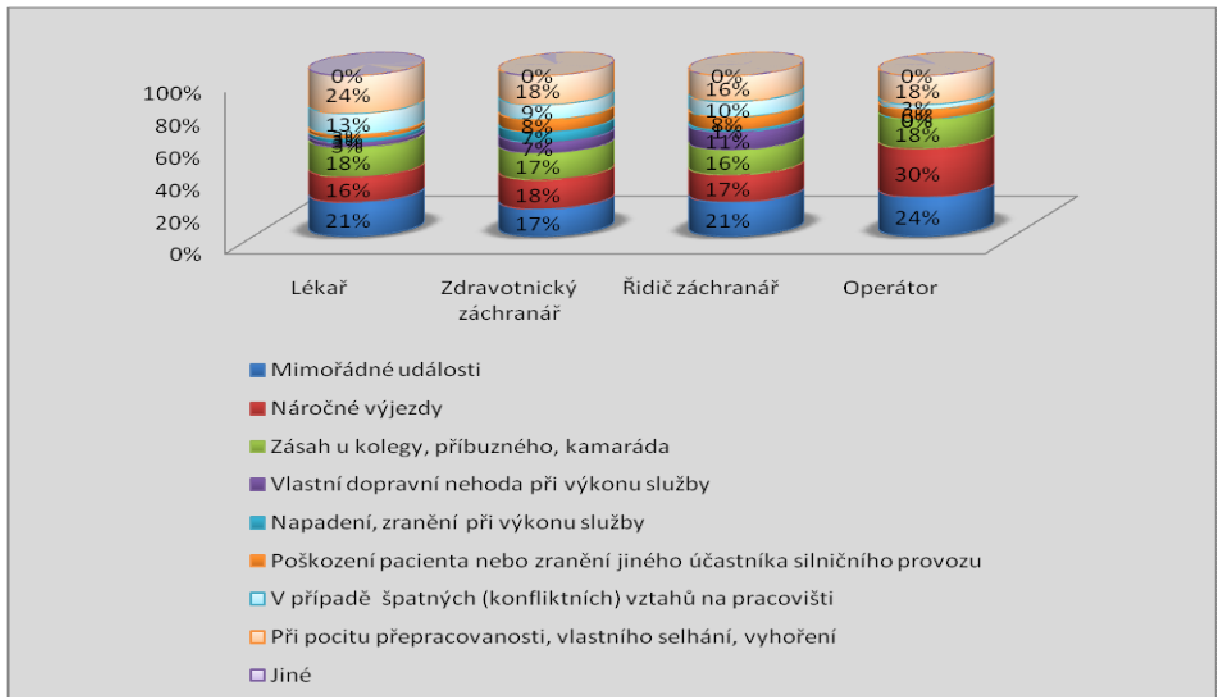 100%
80%
60%
40%
20%
0%
0% 0% 0% 0%
24% 18% 16% 18%
13% 9% 10% 3%
8% 8%
7% 1% 0%
3% 7% 11%
18% 17% 16% 18%
16% 18% 17% 30%
21% 17% 21% 24%
Lékař Zdravotnický záchranář Řidič záchranář Operátor
Mimořádné události
Náročné výjezdy
Zásah u kolegy, příbuzného, kamaráda
Vlastní dopravní nehoda při výkonu služby
Napadení, zranění při výkonu služby
Poškození pacienta nebo zranění jiného účastníka silničního provozu
V případě špatných (konfliktních) vztahů na pracovišti
Při pocitu přepracovanosti, vlastního selhání, vyhoření
Jiné